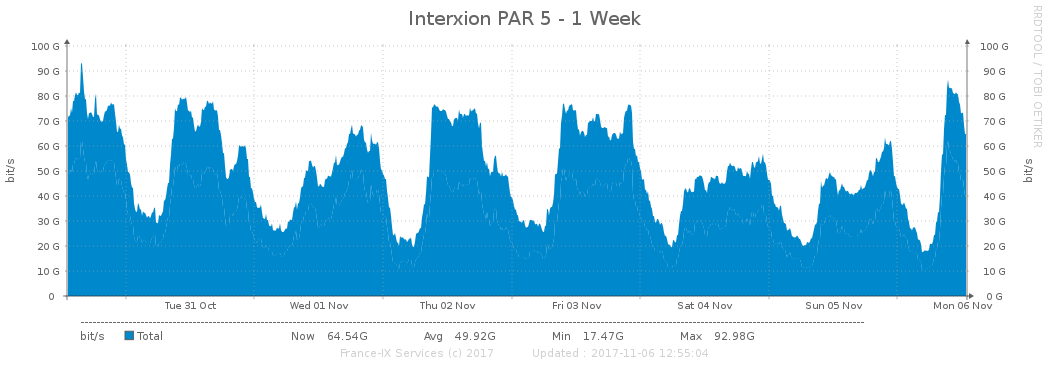 Interxion PAR 5 - 1 Week
RRDTOOL / TOBI OETIKER
bit/s
100 G
90 G
80 G
70 G
60 G
50 G
40 G
30 G
20 G
10 G
0
100 G
90 G
80 G
70 G
60 G
50 G
40 G
30 G
20 G
10 G
0 G
bit/s
Tue 31 Oct Wed 01 Nov Thu 02 Nov Fri 03 Nov Sat 04 Nov Sun 05 Nov Mon 06 Nov
bit/s Total Now 64.54G Avg 49.92G Min 17.47G Max 92.98G
France-IX Services (c) 2017 Updated : 2017-11-06 12:55:04